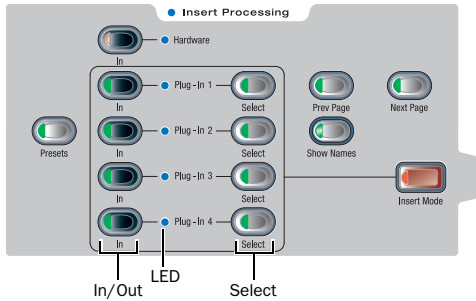 Insert Processing
Hardware
In
Plug-In 1
In
Select
Prev Page
Next Page
Plug-In 2
Presets
In
Select
Show Names
Plug-In 3
In
Select
Insert Mode
Plug-In 4
In
Select
LED
In/Out
Select